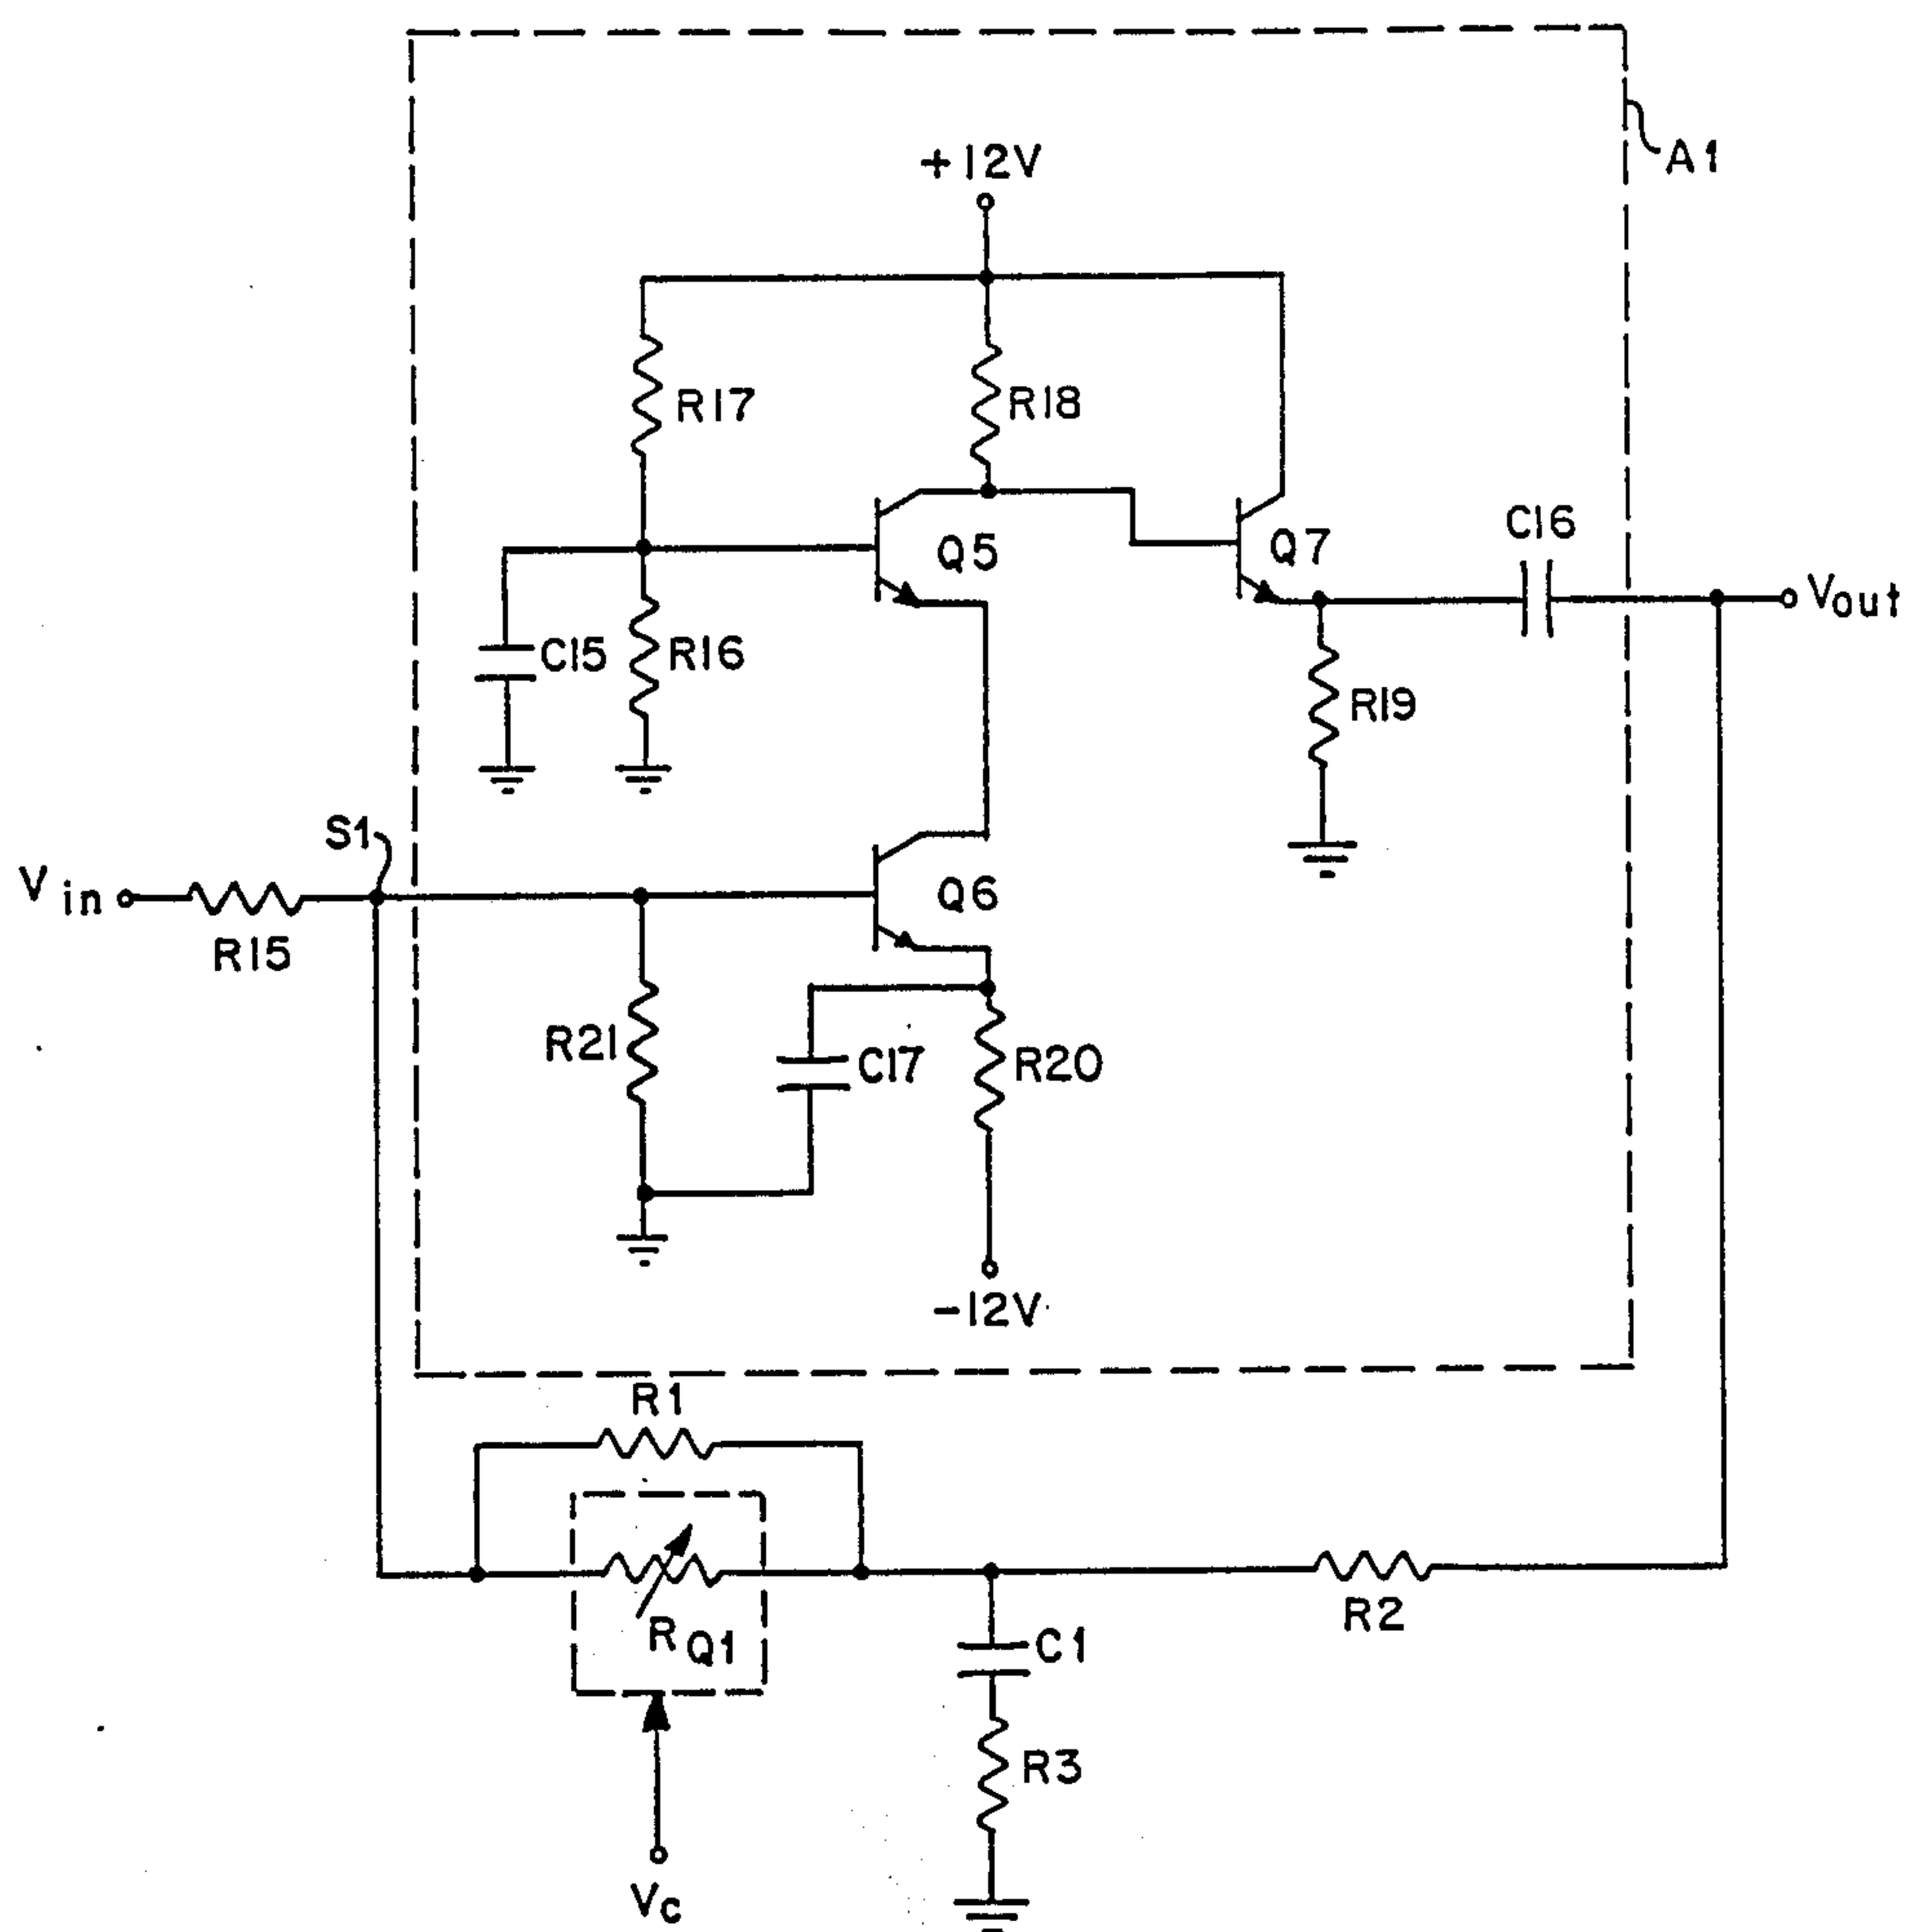 A1
+12V
R17
R18
Q5
Q7
C16
Vout
C15
R16
R19
S1
Vin
R15
Q6
R21
C17
R20
-12V
R1
RQ1
R2
C1
R3
Vc